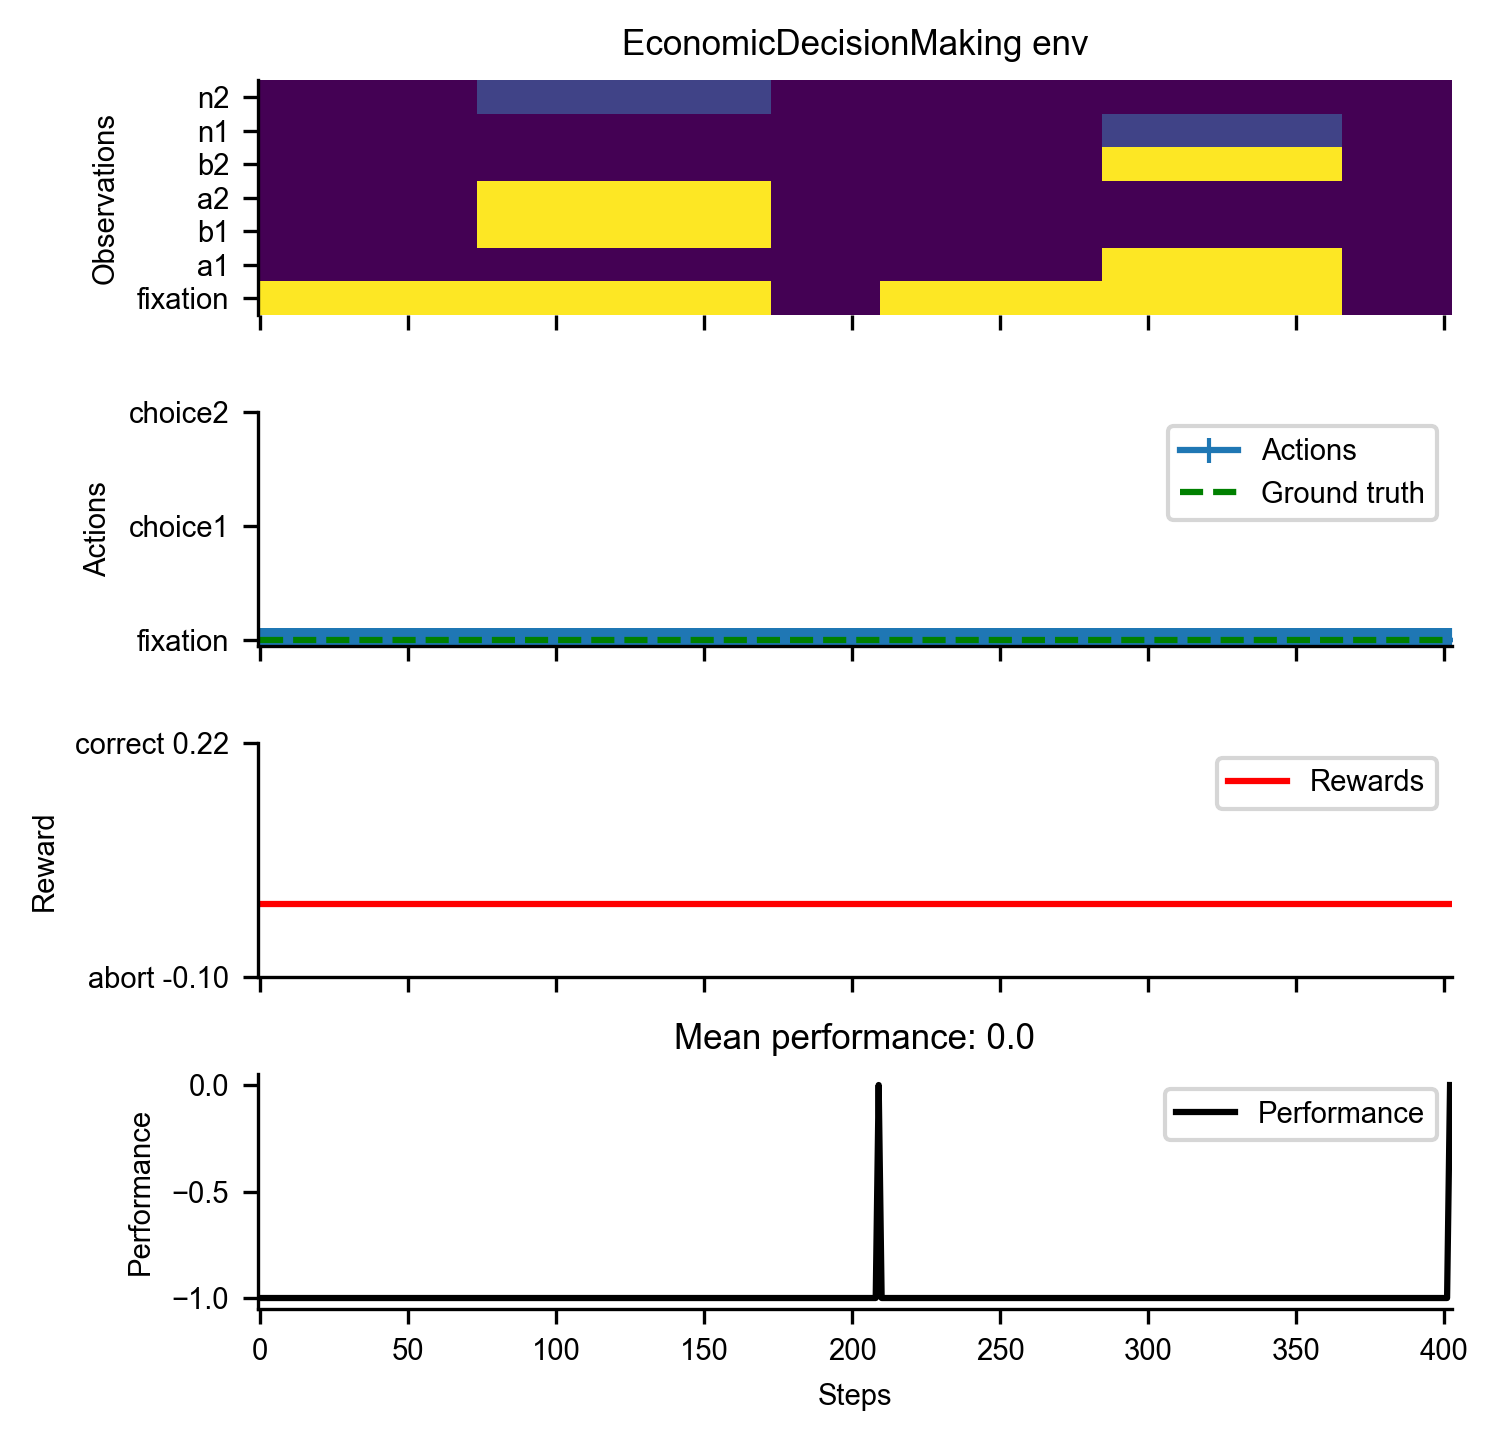 EconomicDecisionMaking env
Observations
n2
n1
b2
a2
b1
a1
fixation
Actions
choice2
choice1
fixation
Actions
Ground truth
Reward
correct 0.22
abort -0.10
Rewards
Mean performance: 0.0
Performance
0.0
−0.5
−1.0
Performance
0 50 100 150 200 250 300 350 400
Steps